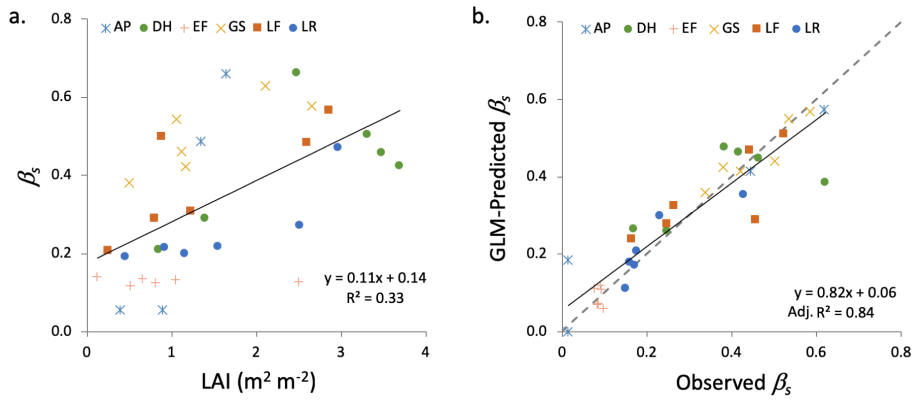 a.
AP DH EF GS LF LR
0.8
0.6
0.4
0.2
0.0
βs
y = 0.11x + 0.14
R² = 0.33
0 1 2 3 4
LAI (m² m⁻²)
b.
AP DH EF GS LF LR
0.8
0.6
0.4
0.2
0.0
GLM-Predicted βs
y = 0.82x + 0.06
Adj. R² = 0.84
0 0.2 0.4 0.6 0.8
Observed βs